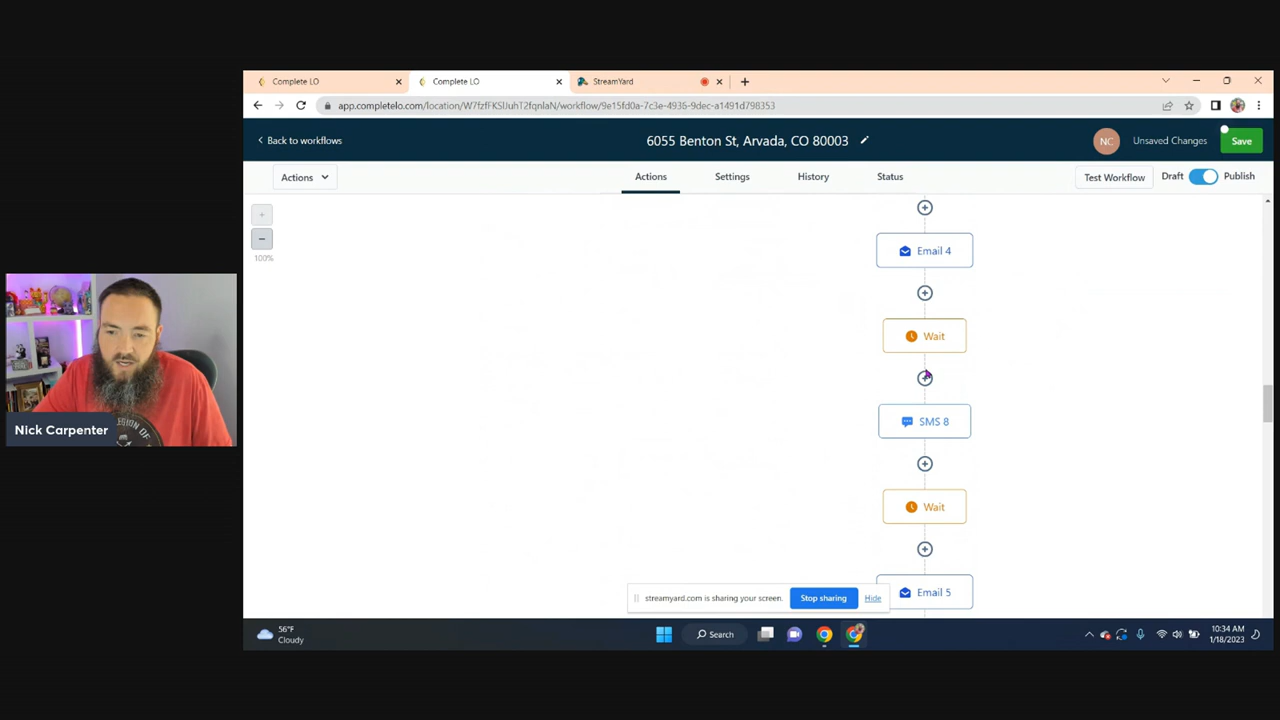 Complete LO
Complete LO
StreamYard
app.completelo.com/location/W7fzfFKSlJuhT2fqnlaN/workflow/9e15fd0a-7c3e-4936-9dec-a1491d798353
Back to workflows
6055 Benton St, Arvada, CO 80003
NC
Unsaved Changes
Save
Actions
Actions
Settings
History
Status
Test Workflow
Draft
Publish
+
−
100%
Email 4
Wait
SMS 8
Wait
Email 5
Nick Carpenter
LEGION OF
streamyard.com is sharing your screen.
Stop sharing
Hide
56°F
Cloudy
Search
10:34 AM
1/18/2023